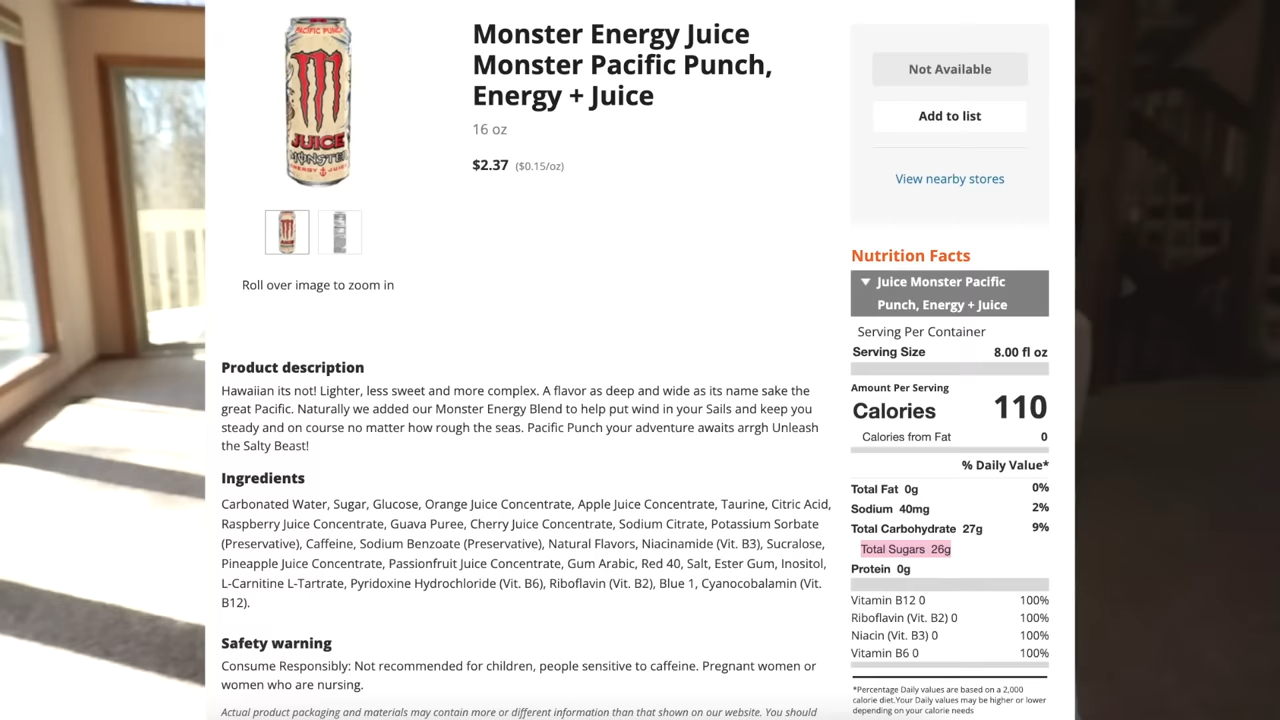 PACIFIC PUNCH
JUICE
MONSTER
ENERGY + JUICE
Monster Energy Juice
Monster Pacific Punch,
Energy + Juice
16 oz
$2.37 ($0.15/oz)
Roll over image to zoom in
Product description
Hawaiian its not! Lighter, less sweet and more complex. A flavor as deep and wide as its name sake the
great Pacific. Naturally we added our Monster Energy Blend to help put wind in your Sails and keep you
steady and on course no matter how rough the seas. Pacific Punch your adventure awaits arrgh Unleash
the Salty Beast!
Ingredients
Carbonated Water, Sugar, Glucose, Orange Juice Concentrate, Apple Juice Concentrate, Taurine, Citric Acid,
Raspberry Juice Concentrate, Guava Puree, Cherry Juice Concentrate, Sodium Citrate, Potassium Sorbate
(Preservative), Caffeine, Sodium Benzoate (Preservative), Natural Flavors, Niacinamide (Vit. B3), Sucralose,
Pineapple Juice Concentrate, Passionfruit Juice Concentrate, Gum Arabic, Red 40, Salt, Ester Gum, Inositol,
L-Carnitine L-Tartrate, Pyridoxine Hydrochloride (Vit. B6), Riboflavin (Vit. B2), Blue 1, Cyanocobalamin (Vit.
B12).
Safety warning
Consume Responsibly: Not recommended for children, people sensitive to caffeine. Pregnant women or
women who are nursing.
Actual product packaging and materials may contain more or different information than that shown on our website. You should
Not Available
Add to list
View nearby stores
Nutrition Facts
▼ Juice Monster Pacific
Punch, Energy + Juice
Serving Per Container
Serving Size 8.00 fl oz
Amount Per Serving
Calories 110
Calories from Fat 0
% Daily Value*
Total Fat 0g 0%
Sodium 40mg 2%
Total Carbohydrate 27g 9%
Total Sugars 26g
Protein 0g
Vitamin B12 0 100%
Riboflavin (Vit. B2) 0 100%
Niacin (Vit. B3) 0 100%
Vitamin B6 0 100%
*Percentage Daily values are based on a 2,000
calorie diet.Your Daily values may be higher or lower
depending on your calorie needs